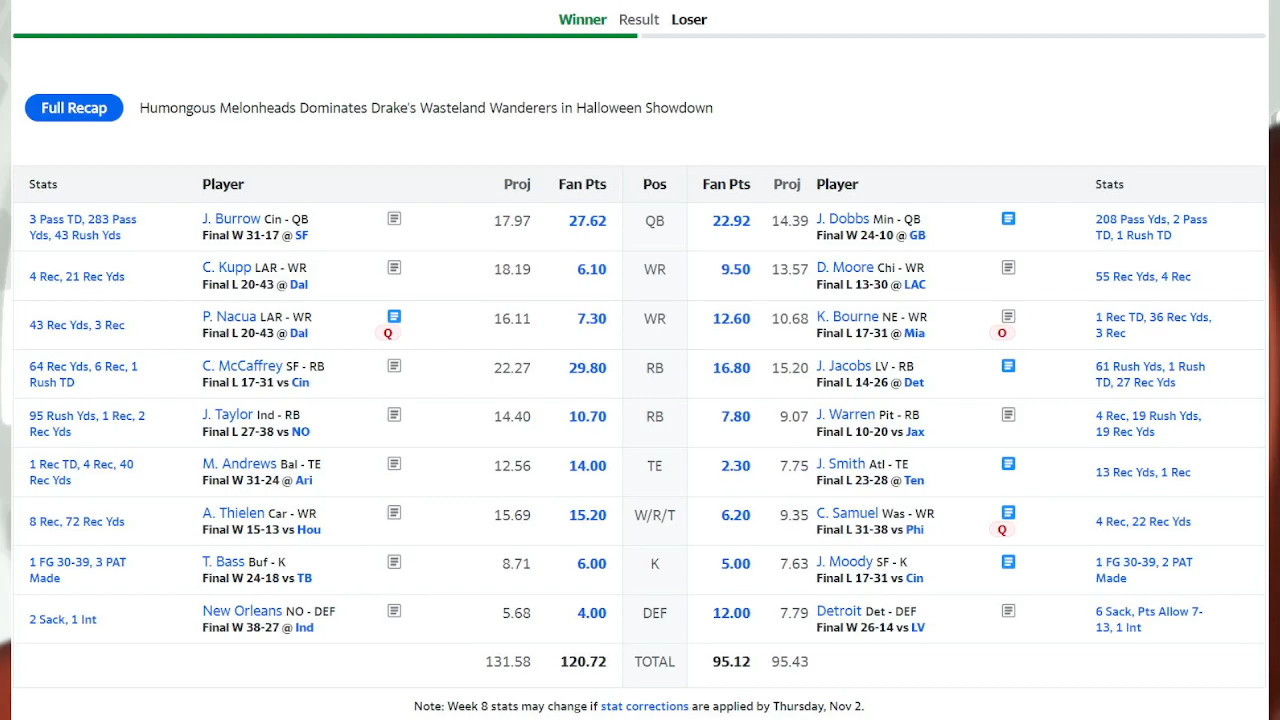 Winner Result Loser
Full Recap Humongous Melonheads Dominates Drake's Wasteland Wanderers in Halloween Showdown
Stats Player Proj Fan Pts Pos Fan Pts Proj Player Stats
3 Pass TD, 283 Pass J. Burrow Cin - QB 17.97 27.62 QB 22.92 14.39 J. Dobbs Min - QB 208 Pass Yds, 2 Pass
Yds, 43 Rush Yds Final W 31-17 @ SF Final W 24-10 @ GB TD, 1 Rush TD
4 Rec, 21 Rec Yds C. Kupp LAR - WR 18.19 6.10 WR 9.50 13.57 D. Moore Chi - WR 55 Rec Yds, 4 Rec
Final L 20-43 @ Dal Final L 13-30 @ LAC
43 Rec Yds, 3 Rec P. Nacua LAR - WR 16.11 7.30 WR 12.60 10.68 K. Bourne NE - WR 1 Rec TD, 36 Rec Yds,
Final L 20-43 @ Dal Q Final L 17-31 @ Mia O 3 Rec
64 Rec Yds, 6 Rec, 1 C. McCaffrey SF - RB 22.27 29.80 RB 16.80 15.20 J. Jacobs LV - RB 61 Rush Yds, 1 Rush
Rush TD Final L 17-31 vs Cin Final L 14-26 @ Det TD, 27 Rec Yds
95 Rush Yds, 1 Rec, 2 J. Taylor Ind - RB 14.40 10.70 RB 7.80 9.07 J. Warren Pit - RB 4 Rec, 19 Rush Yds,
Rec Yds Final L 27-38 vs NO Final L 10-20 vs Jax 19 Rec Yds
1 Rec TD, 4 Rec, 40 M. Andrews Bal - TE 12.56 14.00 TE 2.30 7.75 J. Smith Atl - TE 13 Rec Yds, 1 Rec
Rec Yds Final W 31-24 @ Ari Final L 23-28 @ Ten
8 Rec, 72 Rec Yds A. Thielen Car - WR 15.69 15.20 W/R/T 6.20 9.35 C. Samuel Was - WR 4 Rec, 22 Rec Yds
Final W 15-13 vs Hou Final L 31-38 vs Phi Q
1 FG 30-39, 3 PAT T. Bass Buf - K 8.71 6.00 K 5.00 7.63 J. Moody SF - K 1 FG 30-39, 2 PAT
Made Final W 24-18 vs TB Final L 17-31 vs Cin Made
2 Sack, 1 Int New Orleans NO - DEF 5.68 4.00 DEF 12.00 7.79 Detroit Det - DEF 6 Sack, Pts Allow 7-
Final W 38-27 @ Ind Final W 26-14 vs LV 13, 1 Int
131.58 120.72 TOTAL 95.12 95.43
Note: Week 8 stats may change if stat corrections are applied by Thursday, Nov 2.